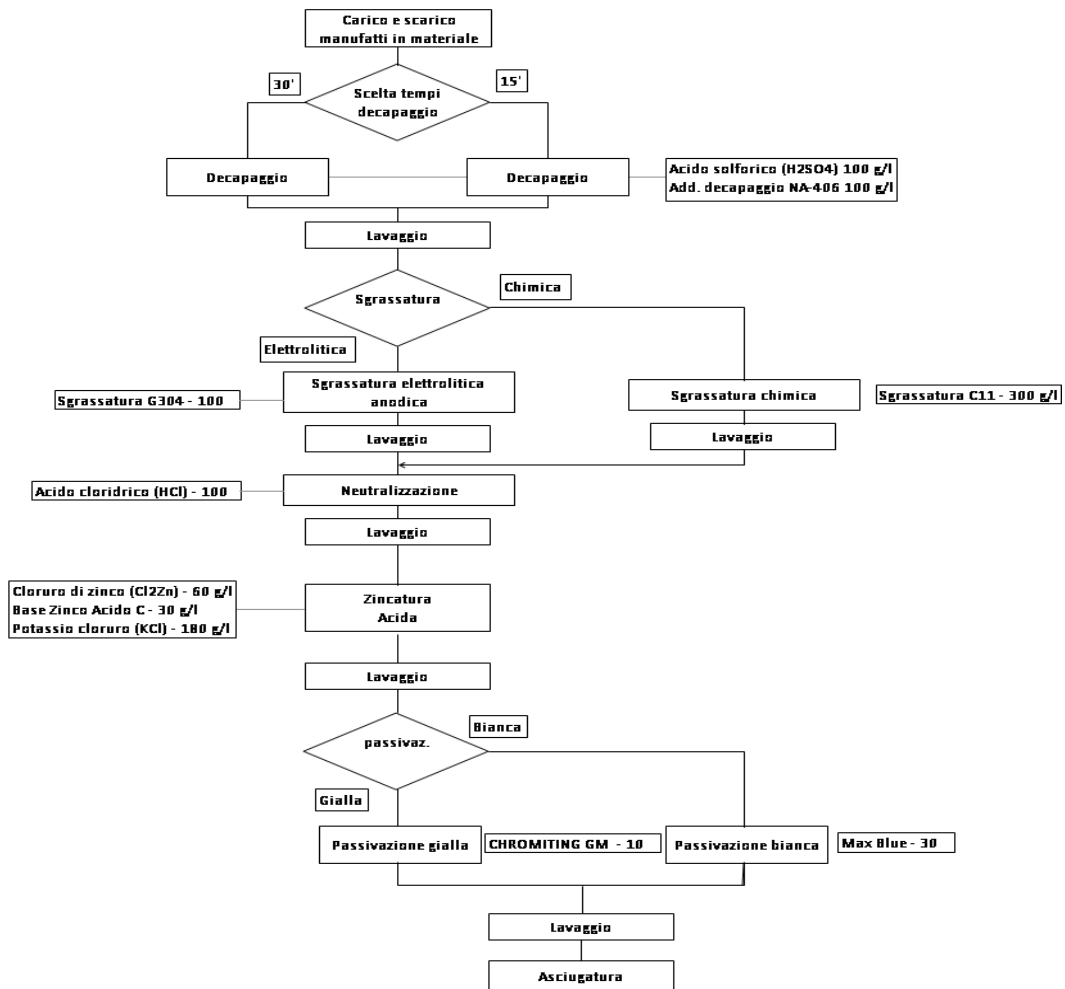 Carico e scarico
manufatti in materiale
30'
15'
Scelta tempi
decapaggio
Decapaggio
Decapaggio
Acido solforico (H2SO4) 100 g/l
Add. decapaggio NA-406 100 g/l
Lavaggio
Chimica
Sgrassatura
Elettrolitica
Sgrassatura elettrolitica
anodica
Sgrassatura G304 - 100
Sgrassatura chimica
Sgrassatura C11 - 300 g/l
Lavaggio
Lavaggio
Acido cloridrico (HCl) - 100
Neutralizzazione
Lavaggio
Cloruro di zinco (Cl2Zn) - 60 g/l
Base Zinco Acido C - 30 g/l
Potassio cloruro (KCl) - 180 g/l
Zincatura
Acida
Lavaggio
Bianca
passivaz.
Gialla
Passivazione gialla
CHROMITING GM - 10
Passivazione bianca
Max Blue - 30
Lavaggio
Asciugatura